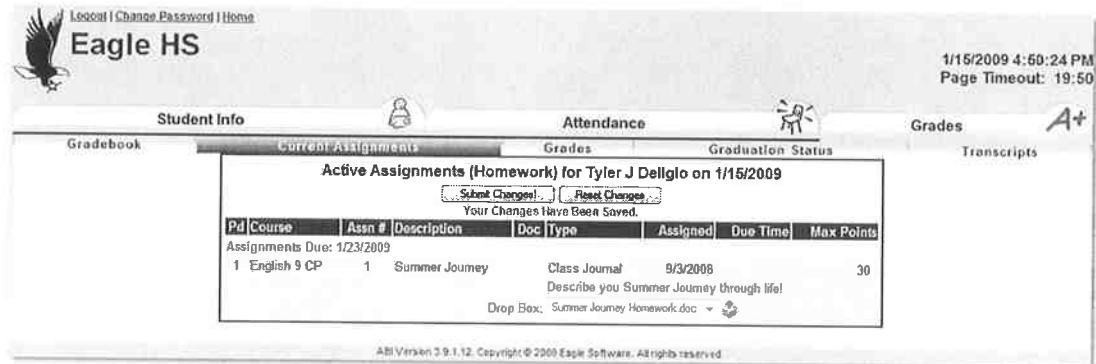 Logout | Change Password | Home
Eagle HS
1/15/2009 4:50:24 PM
Page Timeout: 19:50
Student Info Attendance Grades A+
Gradebook Current Assignments Grades Graduation Status Transcripts
Active Assignments (Homework) for Tyler J Dellglo on 1/15/2009
Submit Changes! Reset Changes
Your Changes Have Been Saved.
Pd Course Assn # Description Doc Type Assigned Due Time Max Points
Assignments Due: 1/23/2009
1 English 9 CP 1 Summer Journey Class Journal 9/3/2008 30
Describe you Summer Journey through life!
Drop Box: Summer Journey Homework.doc
ABI Version 3.9.1.12. Copyright © 2009 Eagle Software. All rights reserved